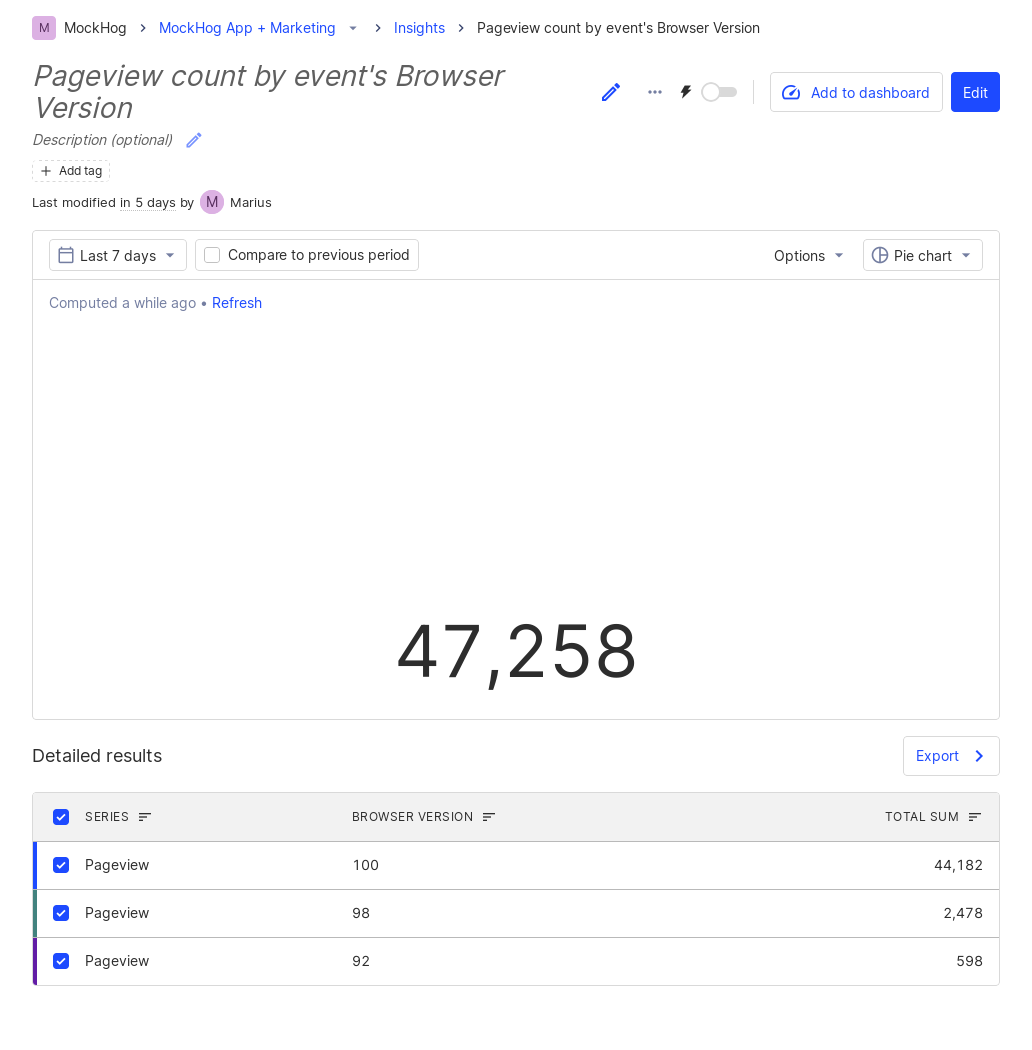 M MockHog MockHog App + Marketing Insights Pageview count by event's Browser Version
Pageview count by event's Browser
Version
Add to dashboard Edit
Description (optional)
Add tag
Last modified in 5 days by M Marius
Last 7 days Compare to previous period Options Pie chart
Computed a while ago • Refresh
47,258
Detailed results Export
SERIES BROWSER VERSION TOTAL SUM
Pageview 100 44,182
Pageview 98 2,478
Pageview 92 598